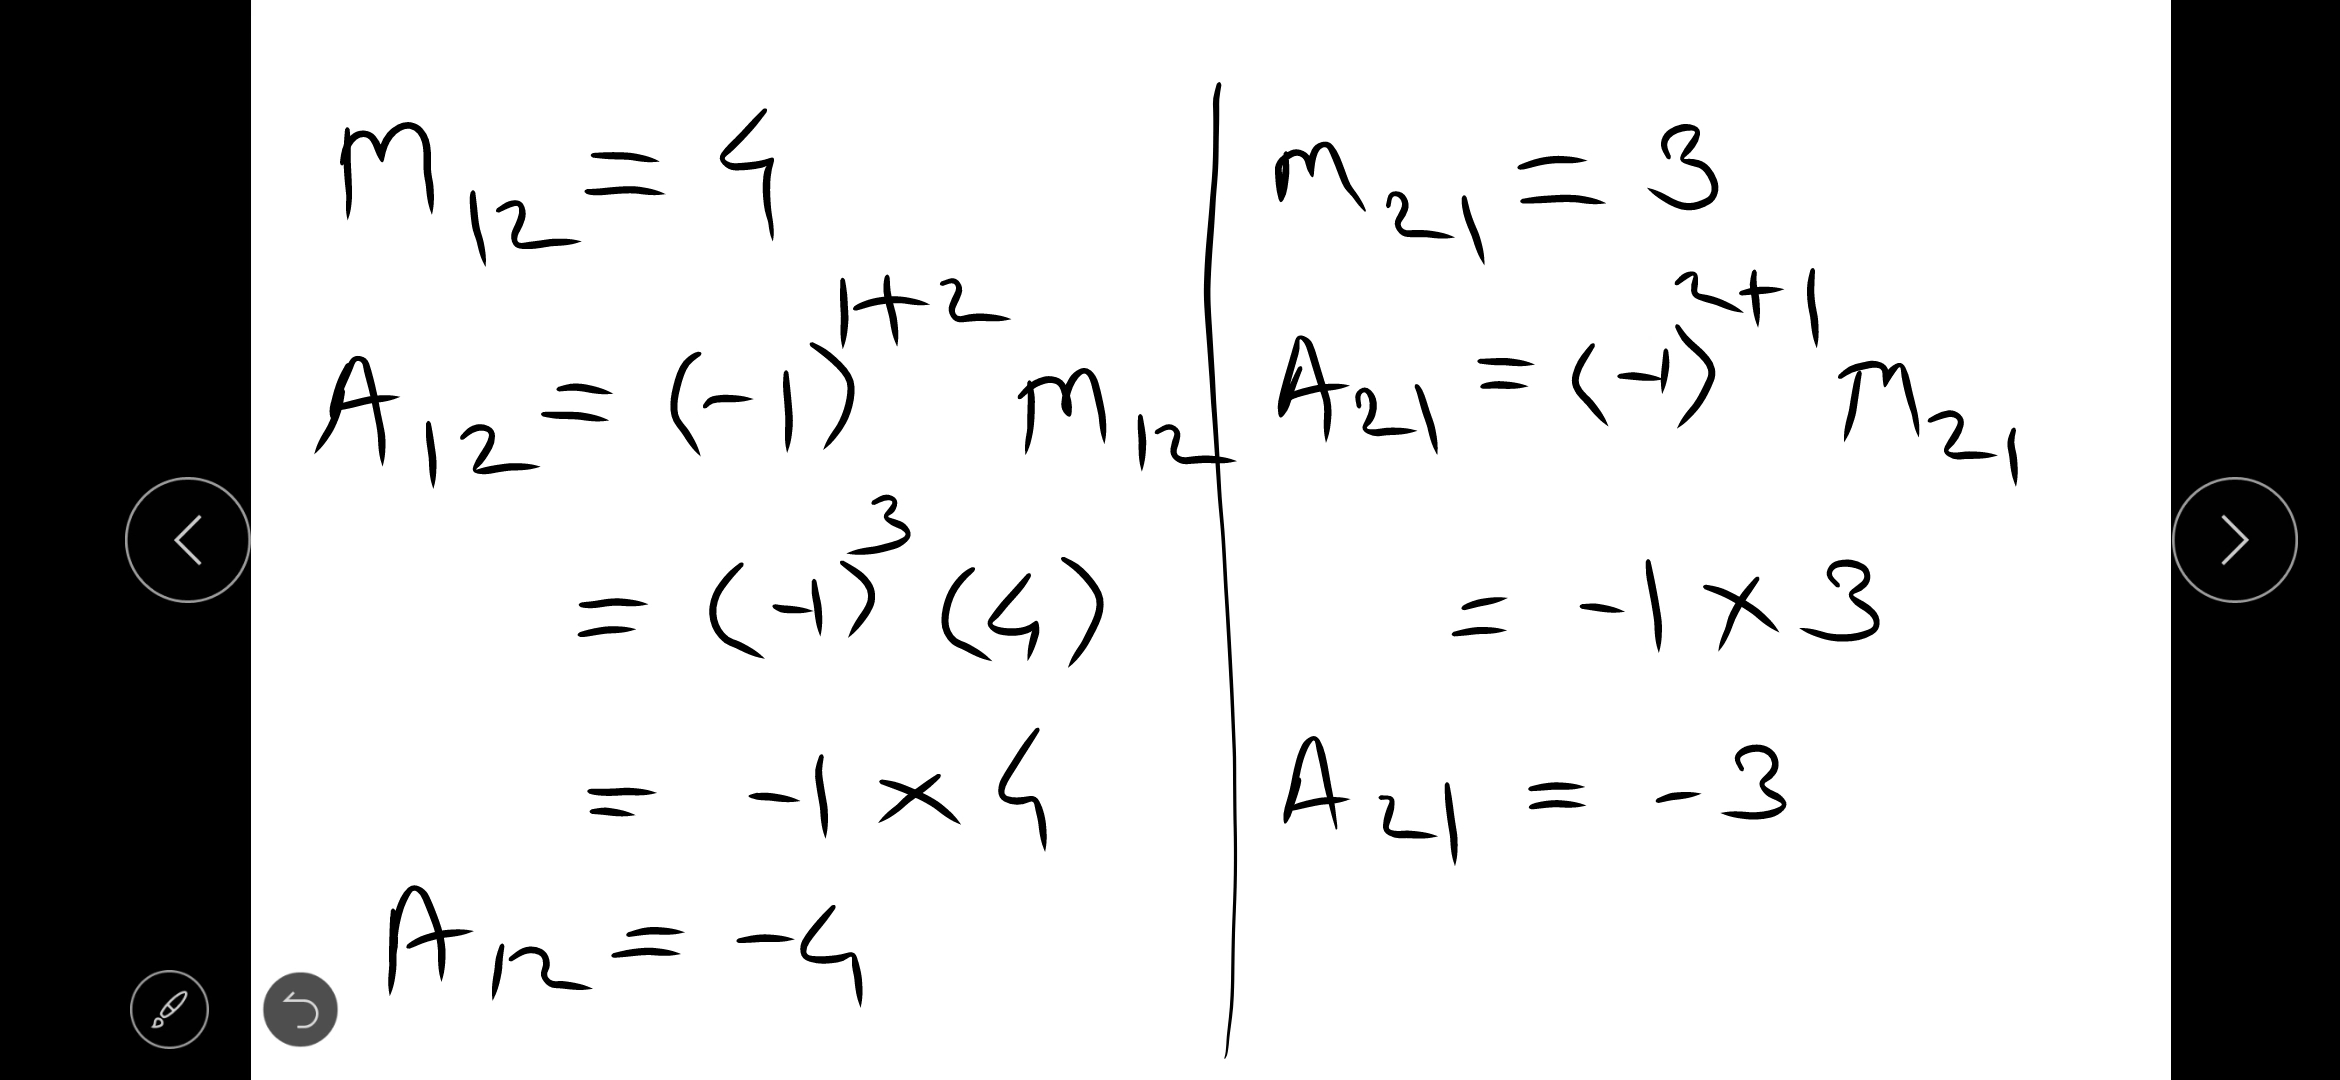 M₁₂ = 4
A₁₂ = (-1)¹⁺² M₁₂
= (-1)³ (4)
= -1 × 4
A₁₂ = -4
M₂₁ = 3
A₂₁ = (-1)²⁺¹ M₂₁
= -1 × 3
A₂₁ = -3